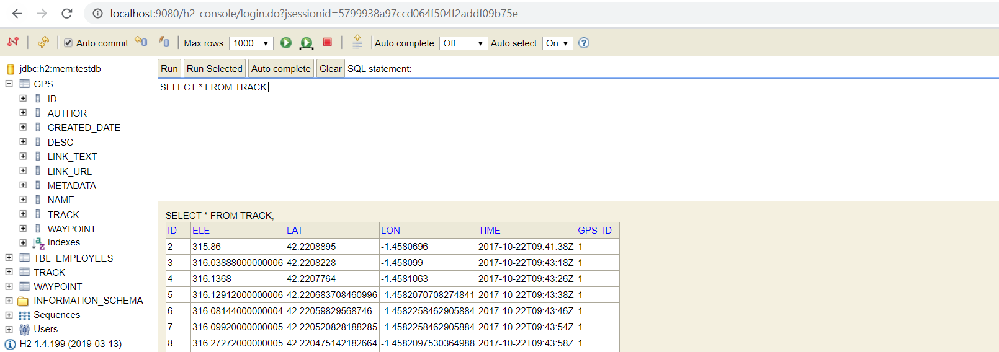 localhost:9080/h2-console/login.do?jsessionid=5799938a97ccd064f504f2addf09b75e
Auto commit Max rows: 1000 Auto complete Off Auto select On
jdbc:h2:mem:testdb
GPS
ID
AUTHOR
CREATED_DATE
DESC
LINK_TEXT
LINK_URL
METADATA
NAME
TRACK
WAYPOINT
Indexes
TBL_EMPLOYEES
TRACK
WAYPOINT
INFORMATION_SCHEMA
Sequences
Users
H2 1.4.199 (2019-03-13)
Run Run Selected Auto complete Clear SQL statement:
SELECT * FROM TRACK
SELECT * FROM TRACK;
ID ELE LAT LON TIME GPS_ID
2 315.86 42.2208895 -1.4580696 2017-10-22T09:41:38Z 1
3 316.03888000000006 42.2208228 -1.458099 2017-10-22T09:43:18Z 1
4 316.1368 42.2207764 -1.4581063 2017-10-22T09:43:26Z 1
5 316.12912000000006 42.220683708460996 -1.4582070708274841 2017-10-22T09:43:38Z 1
6 316.08144000000004 42.22059829568746 -1.4582258462905884 2017-10-22T09:43:46Z 1
7 316.09920000000005 42.220520828188285 -1.4582258462905884 2017-10-22T09:43:54Z 1
8 316.27272000000005 42.220475142182664 -1.4582097530364988 2017-10-22T09:43:58Z 1